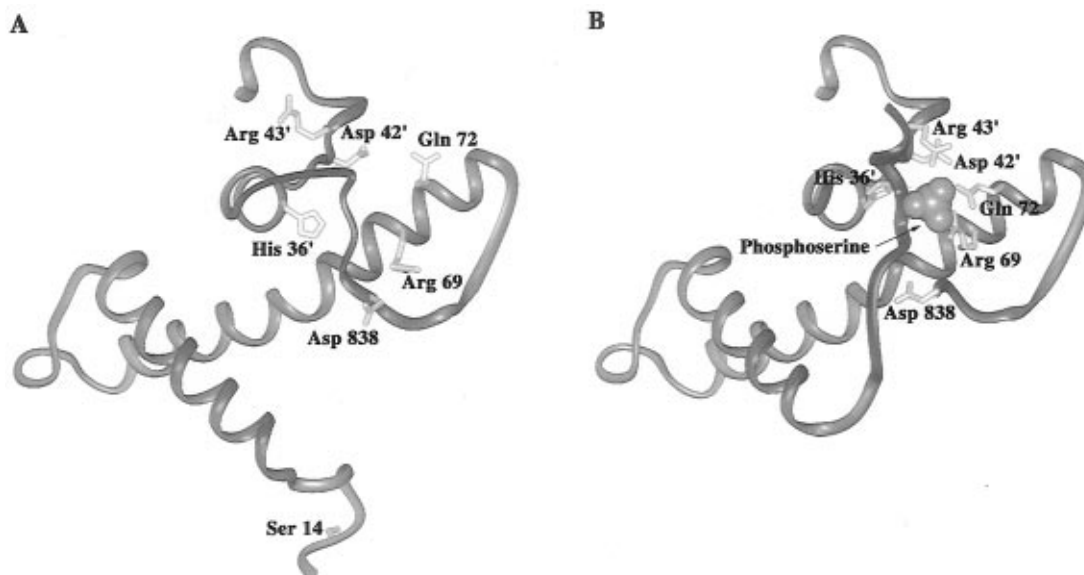 A
Arg 43'
Asp 42'
Gln 72
His 36'
Arg 69
Asp 838
Ser 14
B
Arg 43'
Asp 42'
His 36'
Gln 72
Phosphoserine
Arg 69
Asp 838